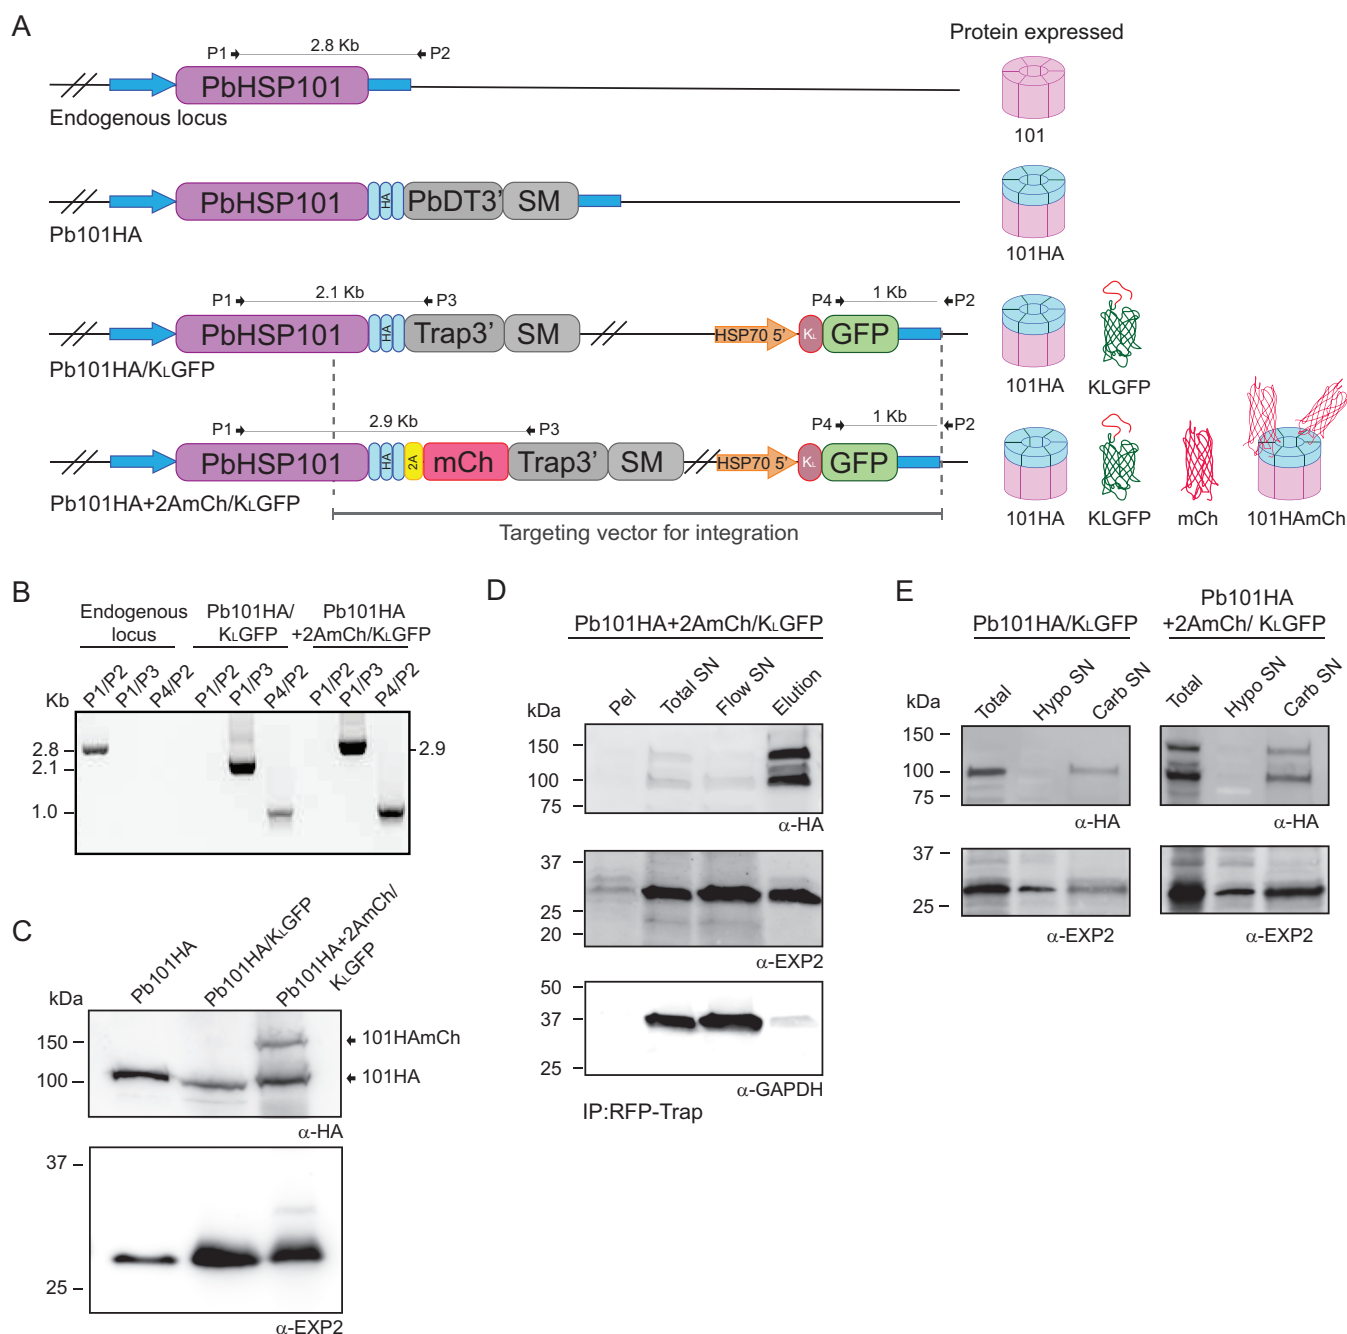 A
Protein expressed
P1
2.8 Kb
P2
PbHSP101
Endogenous locus
101
PbHSP101
HA
PbDT3'
SM
Pb101HA
101HA
P1
2.1 Kb
P3
P4
1 Kb
P2
PbHSP101
HA
Trap3'
SM
HSP70 5'
KL
GFP
Pb101HA/KLGFP
101HA
KLGFP
P1
2.9 Kb
P3
P4
1 Kb
P2
PbHSP101
HA
2A
mCh
Trap3'
SM
HSP70 5'
KL
GFP
Pb101HA+2AmCh/KLGFP
101HA
KLGFP
mCh
101HAmCh
Targeting vector for integration
B
Endogenous
locus
Pb101HA/
KLGFP
Pb101HA
+2AmCh/KLGFP
P1/P2
P1/P3
P4/P2
P1/P2
P1/P3
P4/P2
P1/P2
P1/P3
P4/P2
Kb
2.8
2.1
1.0
2.9
C
Pb101HA
Pb101HA/KLGFP
Pb101HA+2AmCh/
KLGFP
kDa
150
100
101HAmCh
101HA
α-HA
37
25
α-EXP2
D
Pb101HA+2AmCh/KLGFP
Pel
Total SN
Flow SN
Elution
kDa
150
100
75
α-HA
37
25
20
α-EXP2
50
37
25
α-GAPDH
IP:RFP-Trap
E
Pb101HA/KLGFP
Pb101HA
+2AmCh/ KLGFP
Total
Hypo SN
Carb SN
Total
Hypo SN
Carb SN
kDa
150
100
75
α-HA
α-HA
37
25
α-EXP2
α-EXP2